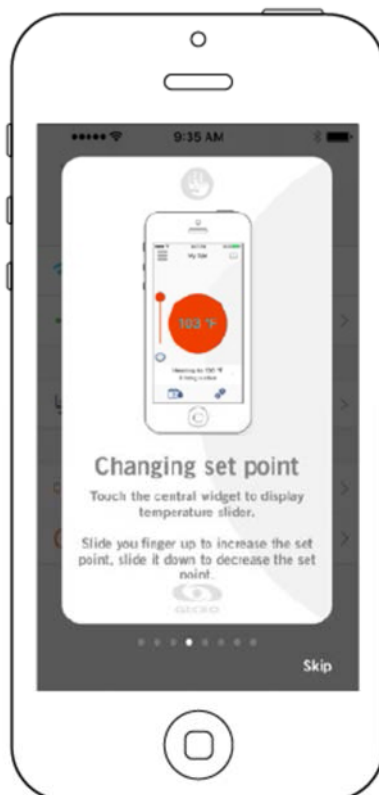 9:35 AM
My SPA
103 °F
Changing set point
Touch the central widget to display
temperature slider.
Slide you finger up to increase the set
point, slide it down to decrease the set
point.
GECKO
Skip